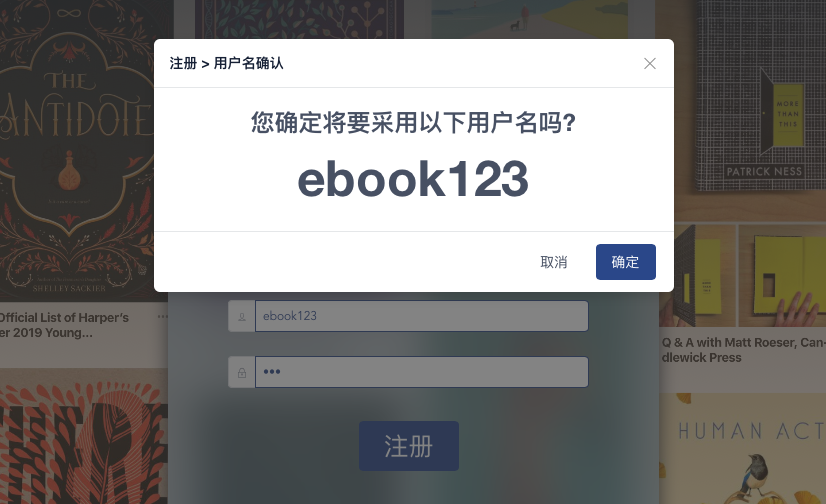 注册 > 用户名确认
您确定将要采用以下用户名吗?
ebook123
取消
确定
ebook123
•••
注册
THE
ANTIDOTE
SHELLEY SACKIER
Official List of Harper's
er 2019 Young...
MORE
THAN
THIS
PATRICK NESS
Q & A with Matt Roeser, Can-
dlewick Press
HUMAN ACT